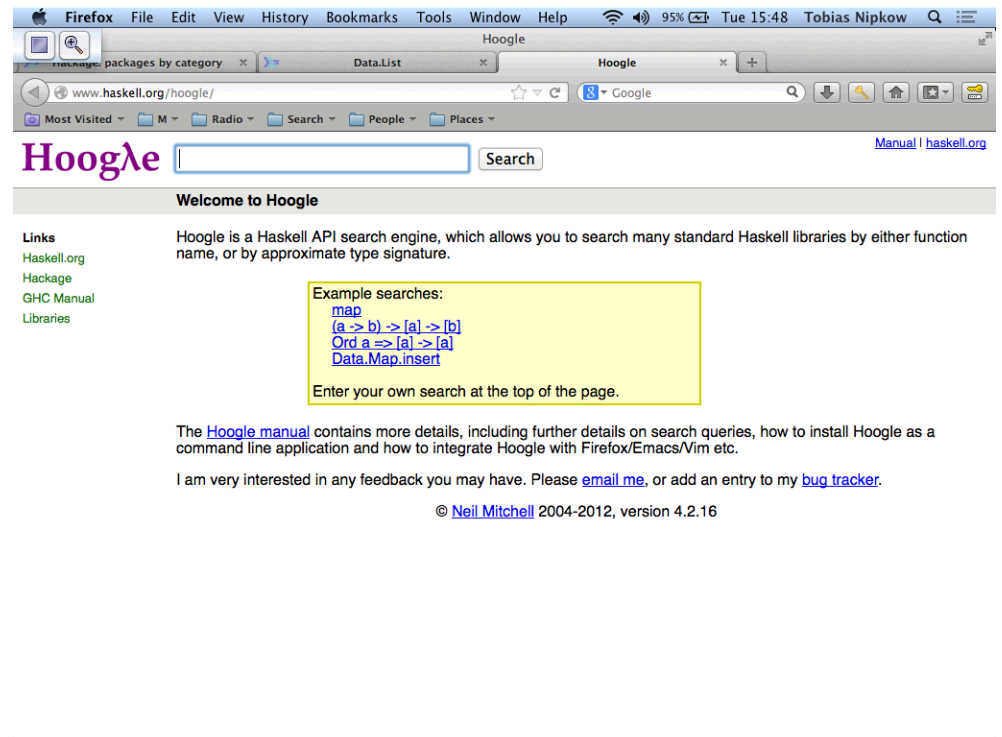 Firefox File Edit View History Bookmarks Tools Window Help 95% Tue 15:48 Tobias Nipkow
Hoogle
Hackage: packages by category Data.List Hoogle
www.haskell.org/hoogle/ Google
Most Visited M Radio Search People Places
Manual | haskell.org
Hoogλe Search
Welcome to Hoogle
Links
Haskell.org
Hackage
GHC Manual
Libraries
Hoogle is a Haskell API search engine, which allows you to search many standard Haskell libraries by either function
name, or by approximate type signature.
Example searches:
map
(a -> b) -> [a] -> [b]
Ord a => [a] -> [a]
Data.Map.insert
Enter your own search at the top of the page.
The Hoogle manual contains more details, including further details on search queries, how to install Hoogle as a
command line application and how to integrate Hoogle with Firefox/Emacs/Vim etc.
I am very interested in any feedback you may have. Please email me, or add an entry to my bug tracker.
© Neil Mitchell 2004-2012, version 4.2.16